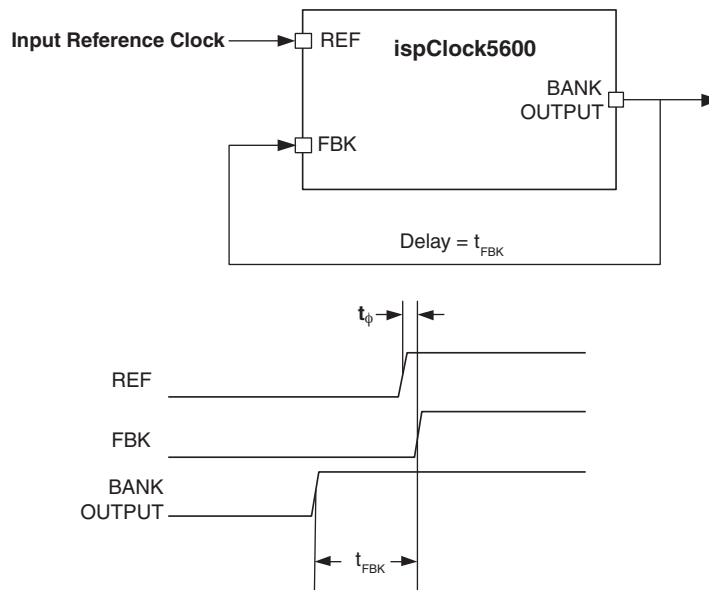 Input Reference Clock
REF
ispClock5600
BANK
OUTPUT
FBK
Delay = tFBK
tϕ
REF
FBK
BANK
OUTPUT
tFBK